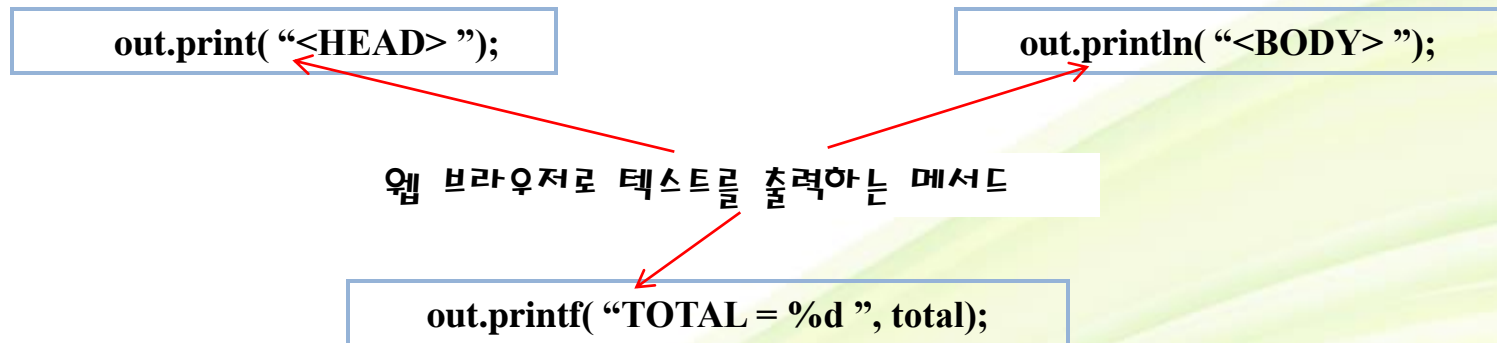 out.print( “<HEAD> ”);
out.println( “<BODY> ”);
웹 브라우저로 텍스트를 출력하는 메서드
out.printf( “TOTAL = %d ”, total);